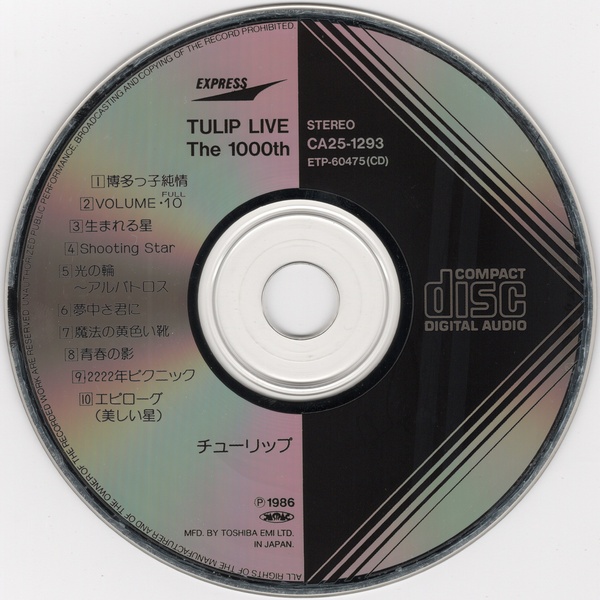 EXPRESS
TULIP LIVE
The 1000th
STEREO
CA25-1293
ETP-60475(CD)
1 博多っ子純情
FULL
2 VOLUME・10
3 生まれる星
4 Shooting Star
5 光の輪
〜アルバトロス
6 夢中さ君に
7 魔法の黄色い靴
8 青春の影
9 2222年ピクニック
10 エピローグ
(美しい星)
チューリップ
COMPACT
disc
DIGITAL AUDIO
Ⓟ1986
MFD. BY TOSHIBA EMI LTD.
IN JAPAN.
ALL RIGHTS OF THE MANUFACTURER AND OF THE OWNER OF THE RECORDED WORK ARE RESERVED. UNAUTHORIZED PUBLIC PERFORMANCE, BROADCASTING AND COPYING OF THE RECORD PROHIBITED.